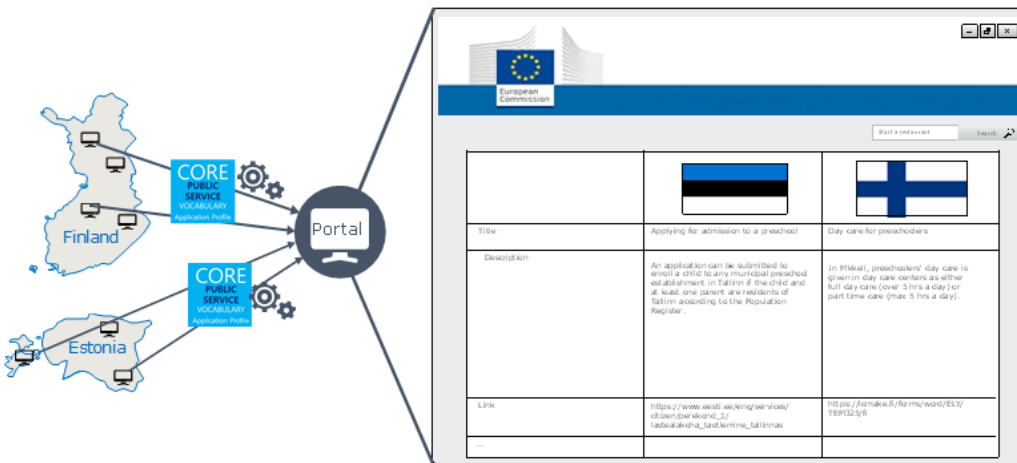 European
Commission
Start a restaurant
Search
CORE
PUBLIC
SERVICE
VOCABULARY
Application Profile
Finland
Portal
CORE
PUBLIC
SERVICE
VOCABULARY
Application Profile
Estonia
Title
Applying for admission to a preschool
Day care for preschoolers
Description
An application can be submitted to
enroll a child to any municipal preschool
establishment in Tallinn if the child and
at least one parent are residents of
Tallinn according to the Population
Register.
In Mikkeli, preschoolers' day care is
given in day care centers as either
full day care (over 5 hrs a day) or
part time care (max 5 hrs a day).
Link
https://www.eesti.ee/eng/services/
citizen/perekond_1/
lasteaiakoha_taotlemine_tallinnas
https://lomake.fi/forms/word/ELY/
TEM325/fi
...